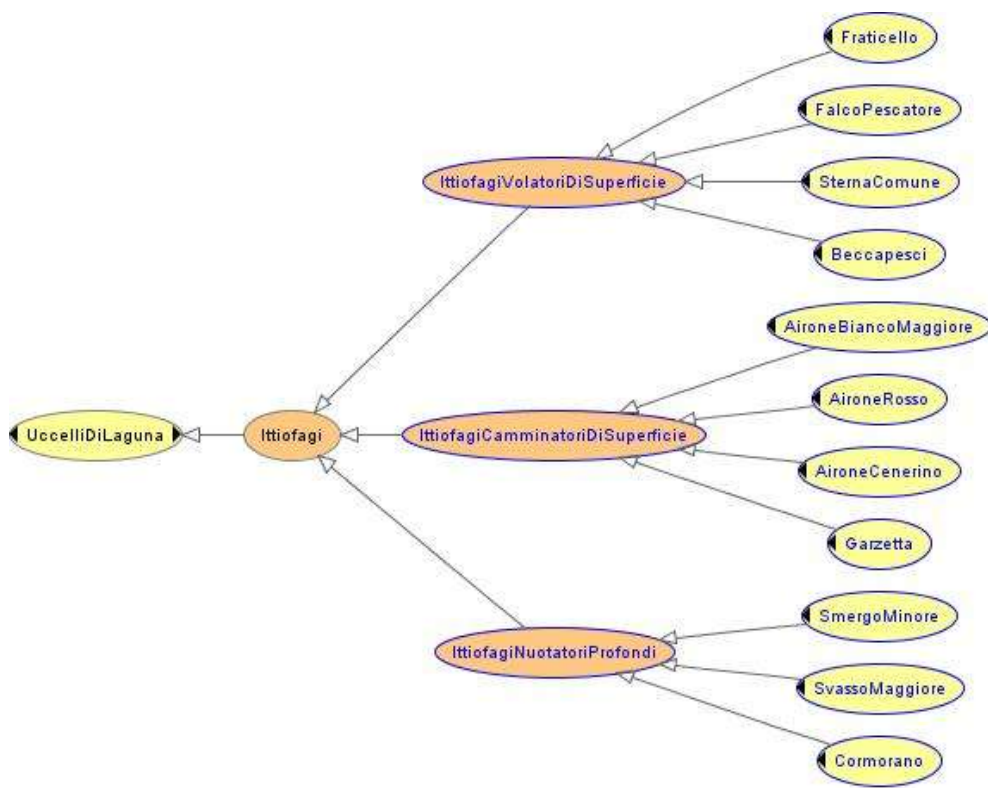 Fraticello
FalcoPescatore
IttiofagiVolatoriDiSuperficie
SternaComune
Beccapesci
AironeBiancoMaggiore
AironeRosso
UccelliDiLaguna
Ittiofagi
IttiofagiCamminatoriDiSuperficie
AironeCenerino
Garzetta
SmergoMinore
IttiofagiNuotatoriProfondi
SvassoMaggiore
Cormorano